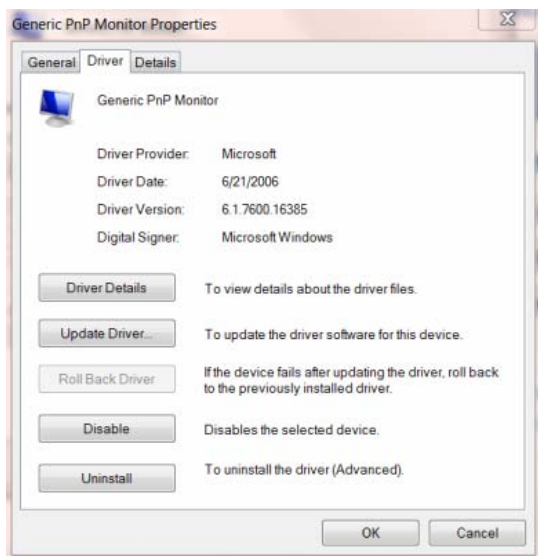 Generic PnP Monitor Properties
General Driver Details
Generic PnP Monitor
Driver Provider: Microsoft
Driver Date: 6/21/2006
Driver Version: 6.1.7600.16385
Digital Signer: Microsoft Windows
Driver Details To view details about the driver files.
Update Driver... To update the driver software for this device.
Roll Back Driver If the device fails after updating the driver, roll back
to the previously installed driver.
Disable Disables the selected device.
Uninstall To uninstall the driver (Advanced).
OK Cancel